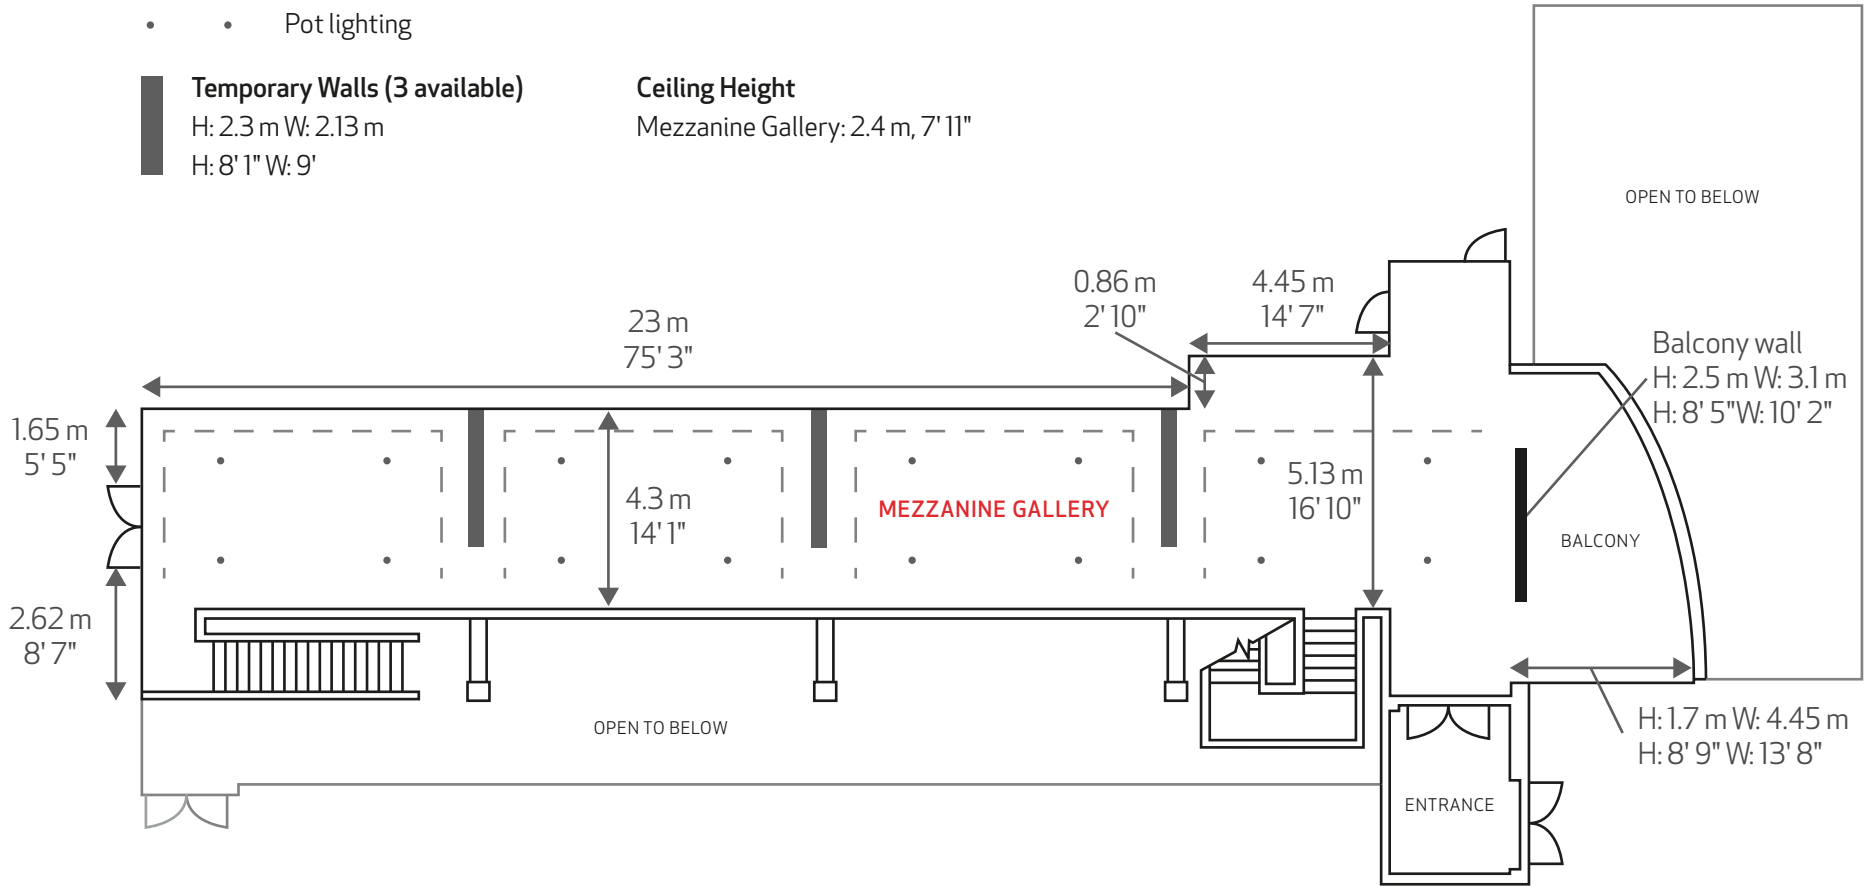 Pot lighting
Temporary Walls (3 available)
H: 2.3 m W: 2.13 m
H: 8' 1" W: 9'
Ceiling Height
Mezzanine Gallery: 2.4 m, 7' 11"
OPEN TO BELOW
0.86 m
2' 10"
4.45 m
14' 7"
23 m
75' 3"
Balcony wall
H: 2.5 m W: 3.1 m
H: 8' 5"W: 10' 2"
1.65 m
5' 5"
4.3 m
14' 1"
MEZZANINE GALLERY
5.13 m
16' 10"
BALCONY
2.62 m
8' 7"
OPEN TO BELOW
H: 1.7 m W: 4.45 m
H: 8' 9" W: 13' 8"
ENTRANCE